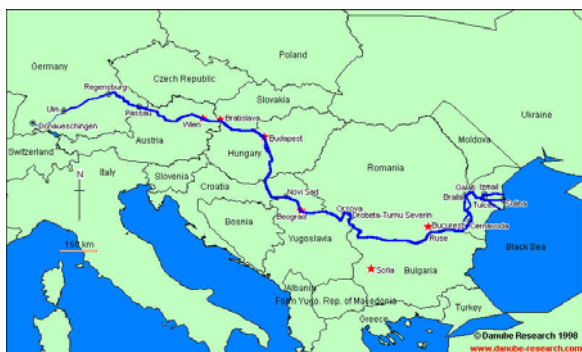 Poland
Germany
Czech Republic
Regensburg
Ukraine
Slovakia
Ulm
Passau
Donaueschingen
Wien
Bratislava
Austria
Budapest
Moldova
Switzerland
Hungary
Romania
Italy
Slovenia
Galati
Izmail
Croatia
Braila
Tulcea
Sulina
N
Novi Sad
Orsova
Drobeta-Turnu Severin
Beograd
Bucuresti
Cernavoda
Bosnia
Ruse
150 km
Yugoslavia
Black Sea
Sofia
Bulgaria
Albania
Form Yugo. Rep. of Macedonia
Turkey
Greece
© Danube Research 1998
www.danube-research.com